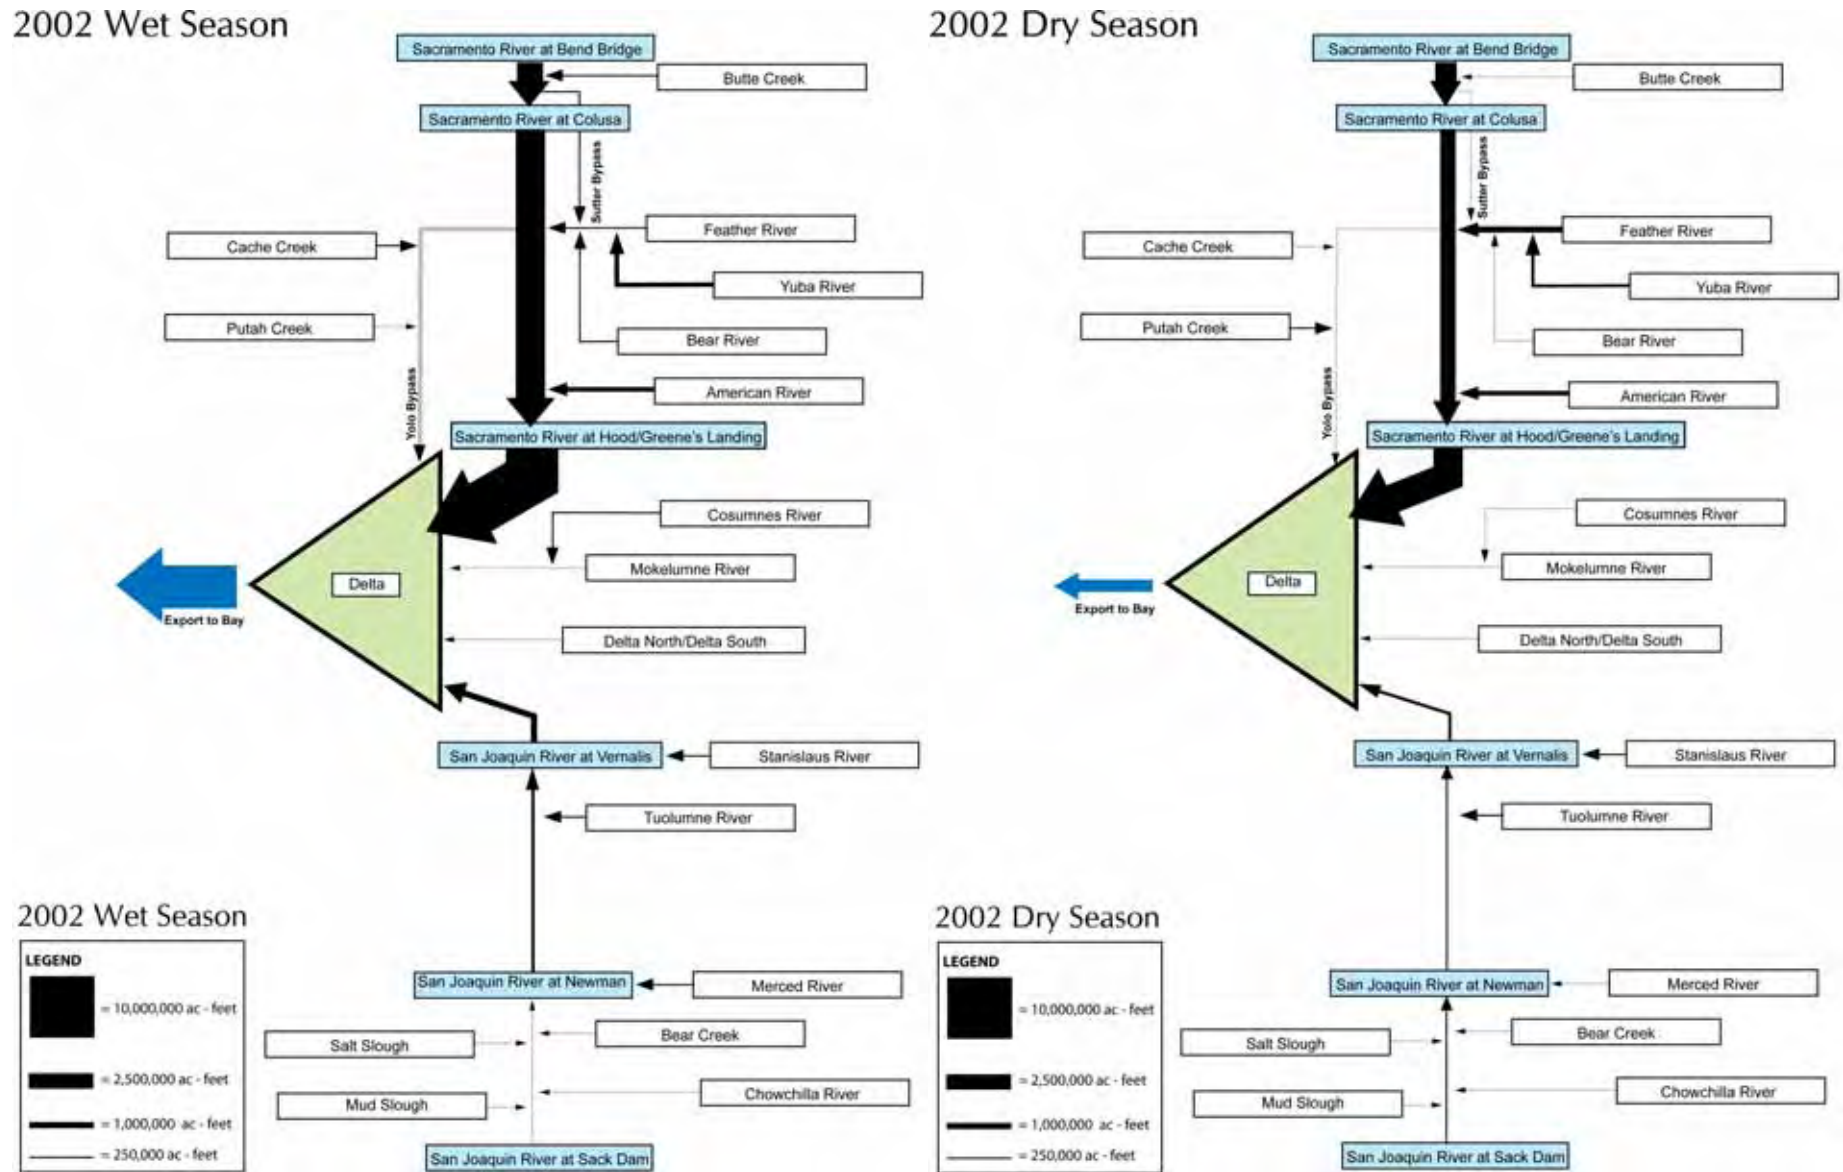 2002 Wet Season
Sacramento River at Bend Bridge
Butte Creek
Sacramento River at Colusa
Sutter Bypass
Feather River
Cache Creek
Yuba River
Putah Creek
Bear River
Yolo Bypass
American River
Sacramento River at Hood/Greene's Landing
Cosumnes River
Mokelumne River
Delta
Export to Bay
Delta North/Delta South
San Joaquin River at Vernalis
Stanislaus River
Tuolumne River
2002 Wet Season
LEGEND
= 10,000,000 ac - feet
= 2,500,000 ac - feet
= 1,000,000 ac - feet
= 250,000 ac - feet
San Joaquin River at Newman
Merced River
Bear Creek
Salt Slough
Chowchilla River
Mud Slough
San Joaquin River at Sack Dam
2002 Dry Season
Sacramento River at Bend Bridge
Butte Creek
Sacramento River at Colusa
Sutter Bypass
Feather River
Cache Creek
Yuba River
Putah Creek
Bear River
Yolo Bypass
American River
Sacramento River at Hood/Greene's Landing
Cosumnes River
Mokelumne River
Delta
Export to Bay
Delta North/Delta South
San Joaquin River at Vernalis
Stanislaus River
Tuolumne River
2002 Dry Season
LEGEND
= 10,000,000 ac - feet
= 2,500,000 ac - feet
= 1,000,000 ac - feet
= 250,000 ac - feet
San Joaquin River at Newman
Merced River
Bear Creek
Salt Slough
Chowchilla River
Mud Slough
San Joaquin River at Sack Dam